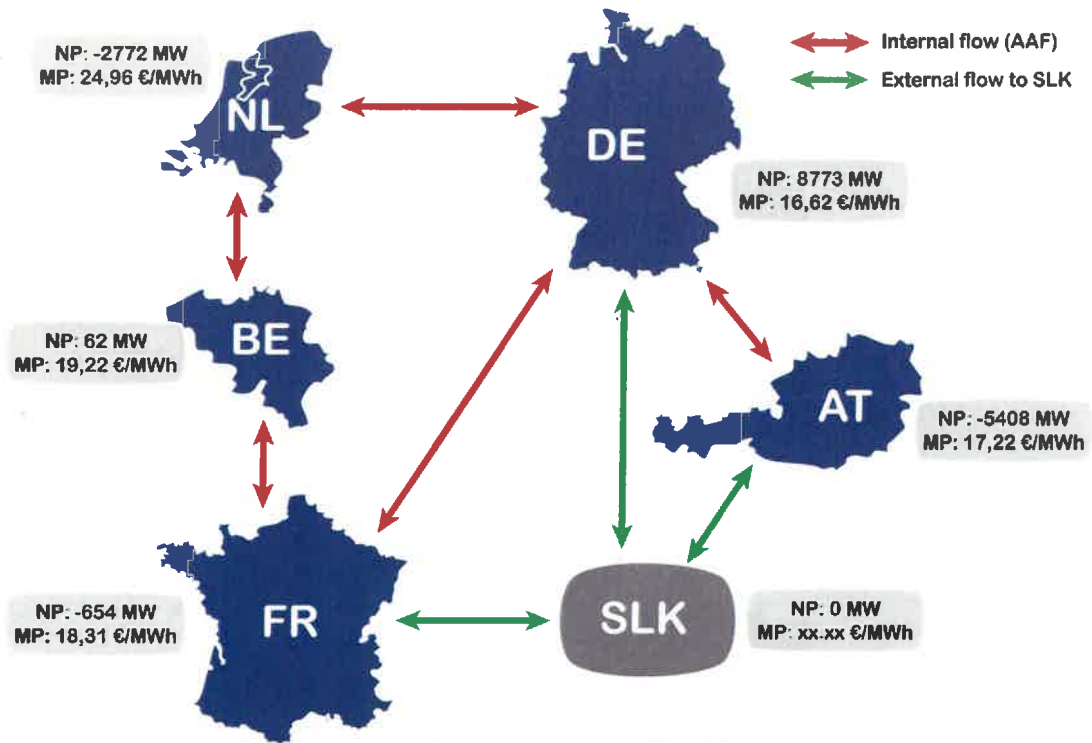 NP: -2772 MW
MP: 24,96 €/MWh
NL
DE
Internal flow (AAF)
External flow to SLK
NP: 8773 MW
MP: 16,62 €/MWh
BE
NP: 62 MW
MP: 19,22 €/MWh
AT
NP: -5408 MW
MP: 17,22 €/MWh
FR
NP: -654 MW
MP: 18,31 €/MWh
SLK
NP: 0 MW
MP: xx.xx €/MWh